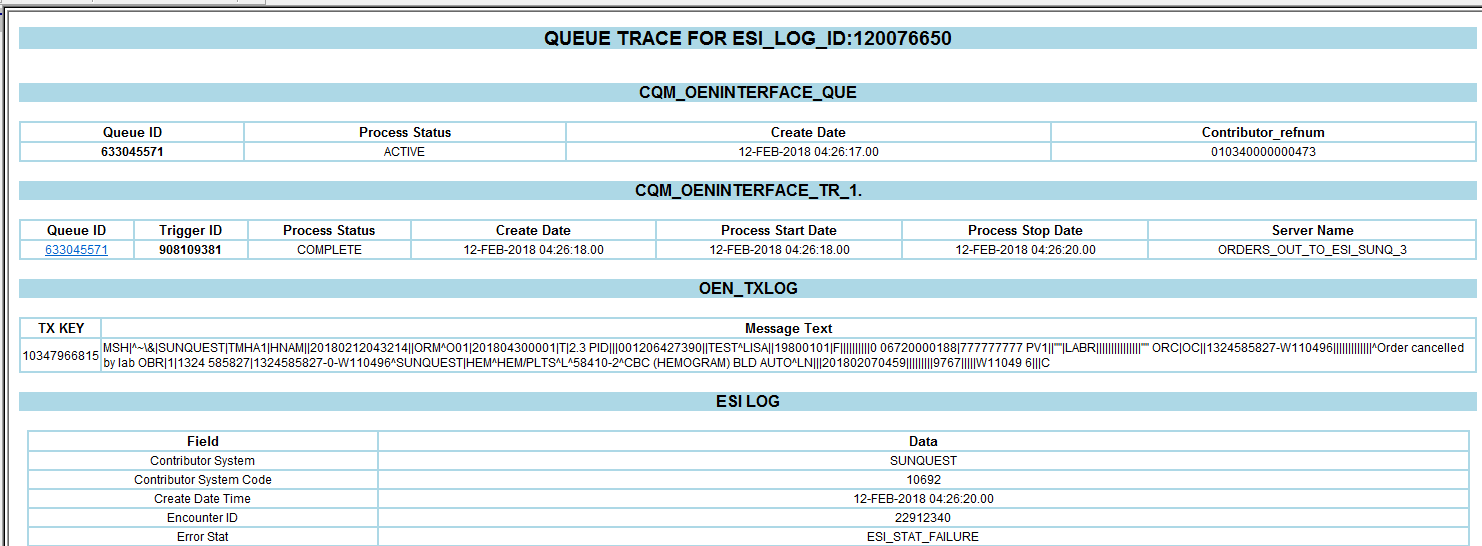 QUEUE TRACE FOR ESI_LOG_ID:120076650
CQM_OENINTERFACE_QUE
Queue ID Process Status Create Date Contributor_refnum
633045571 ACTIVE 12-FEB-2018 04:26:17.00 010340000000473
CQM_OENINTERFACE_TR_1.
Queue ID Trigger ID Process Status Create Date Process Start Date Process Stop Date Server Name
633045571 908109381 COMPLETE 12-FEB-2018 04:26:18.00 12-FEB-2018 04:26:18.00 12-FEB-2018 04:26:20.00 ORDERS_OUT_TO_ESI_SUNQ_3
OEN_TXLOG
TX KEY Message Text
10347966815 MSH|^~\&|SUNQUEST|TMHA1|HNAM||20180212043214||ORM^O01|201804300001|T|2.3 PID|||001206427390||TEST^LISA||19800101|F||||||||||0 06720000188|777777777 PV1||""|LABR||||||||||||||||"" ORC|OC||1324585827-W110496|||||||||||||^Order cancelled
by lab OBR|1|1324 585827|1324585827-0-W110496^SUNQUEST|HEM^HEM/PLTS^L^58410-2^CBC (HEMOGRAM) BLD AUTO^LN|||201802070459|||||||||9767|||||W11049 6|||C
ESI LOG
Field Data
Contributor System SUNQUEST
Contributor System Code 10692
Create Date Time 12-FEB-2018 04:26:20.00
Encounter ID 22912340
Error Stat ESI_STAT_FAILURE